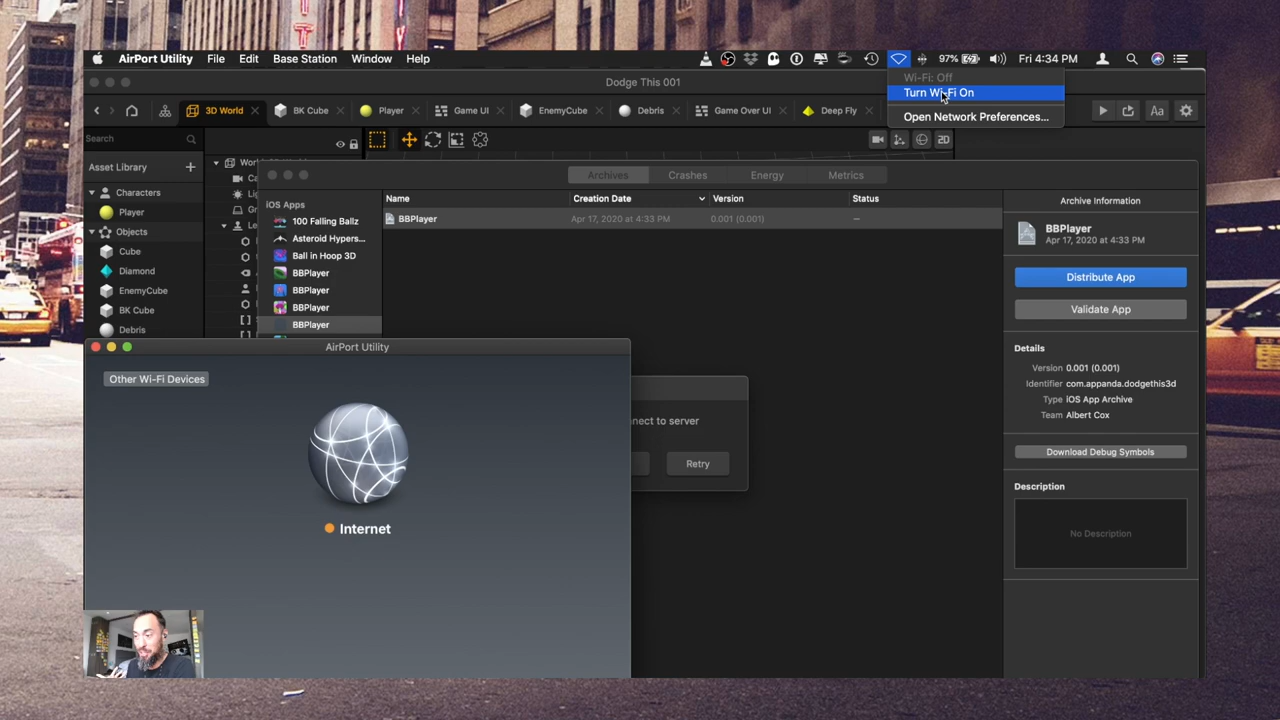 AirPort Utility File Edit Base Station Window Help 97% Fri 4:34 PM
Wi-Fi: Off
Turn Wi-Fi On
Open Network Preferences...
Dodge This 001
3D World BK Cube Player Game UI EnemyCube Debris Game Over UI Deep Fly Aa
Search
2D
Asset Library
Characters
Player
Objects
Cube
Diamond
EnemyCube
BK Cube
Debris
Archives Crashes Energy Metrics
iOS Apps
100 Falling Ballz
Asteroid Hypers...
Ball in Hoop 3D
BBPlayer
BBPlayer
BBPlayer
BBPlayer
Name Creation Date Version Status
BBPlayer Apr 17, 2020 at 4:33 PM 0.001 (0.001) --
Archive Information
BBPlayer
Apr 17, 2020 at 4:33 PM
Distribute App
Validate App
Details
Version 0.001 (0.001)
Identifier com.appanda.dodgethis3d
Type iOS App Archive
Team Albert Cox
Download Debug Symbols
Description
No Description
AirPort Utility
Other Wi-Fi Devices
Internet
to server
Retry